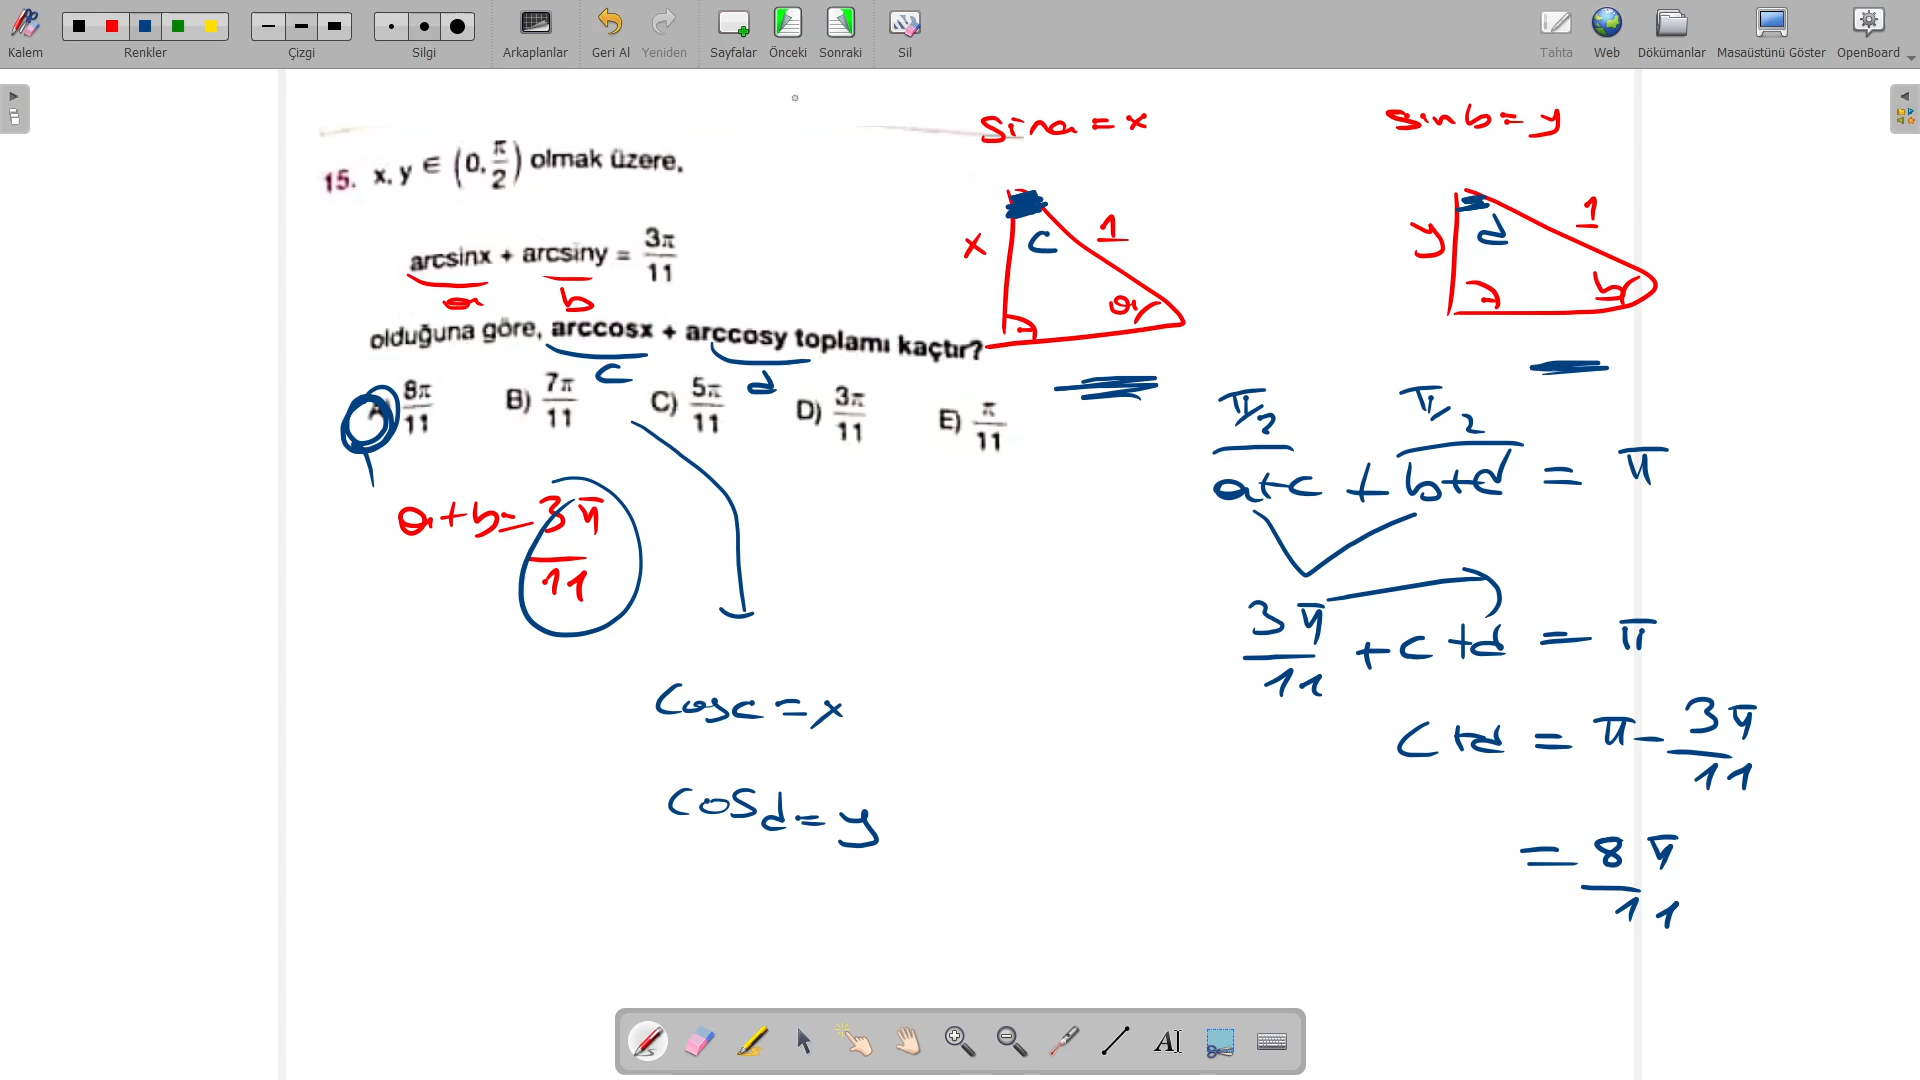 Kalem
Renkler
Çizgi
Silgi
Arkaplanlar
Geri Al
Yeniden
Sayfalar
Önceki
Sonraki
Sil
Tahta
Web
Dökümanlar
Masaüstünü Göster
OpenBoard
15. x, y ∈ (0, π/2) olmak üzere,
arcsinx + arcsiny = 3π/11
a b
olduğuna göre, arccosx + arccosy toplamı kaçtır?
c d
A) 8π/11 B) 7π/11 C) 5π/11 D) 3π/11 E) π/11
a+b=3π/11
cosc=x
cosd=y
sina=x
x c 1 a
sinb=y
y d 1 b
π/2 π/2
a+c + b+d = π
3π/11 + c+d = π
c+d = π - 3π/11
= 8π/11
A